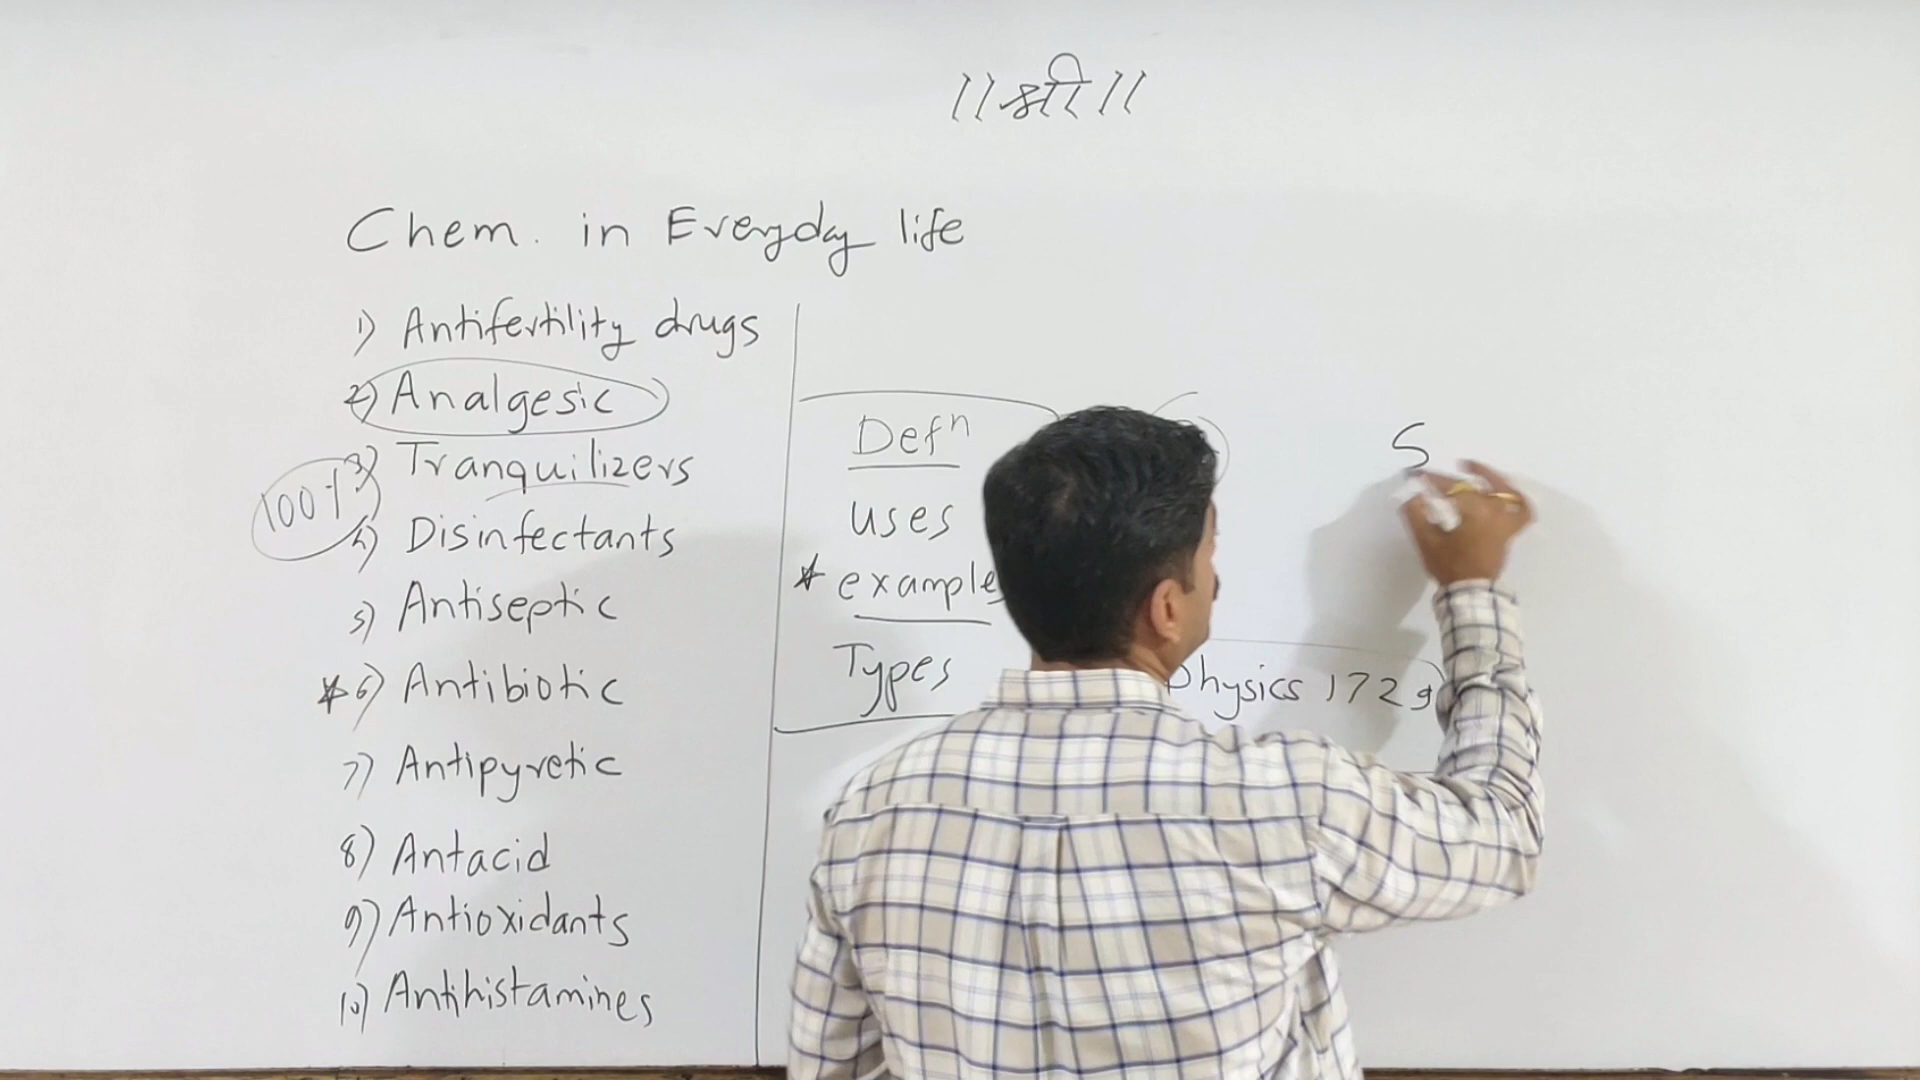 ।।श्री।।
Chem. in Everyday life
1) Antifertility drugs
2) Analgesic
3) Tranquilizers
100%
4) Disinfectants
5) Antiseptic
*6) Antibiotic
7) Antipyretic
8) Antacid
9) Antioxidants
10) Antihistamines
Defⁿ
uses
* examples
Types
Physics 172
S